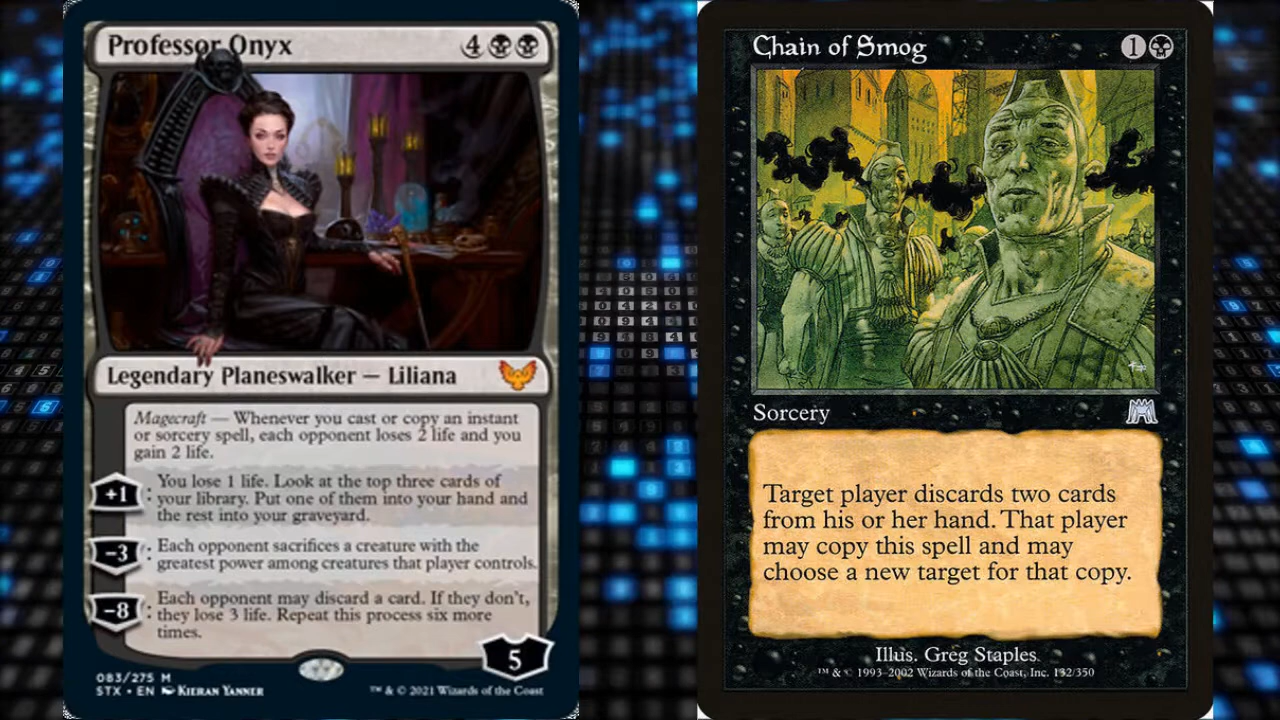 Professor Onyx 4
Legendary Planeswalker — Liliana
Magecraft — Whenever you cast or copy an instant
or sorcery spell, each opponent loses 2 life and you
gain 2 life.
+1 : You lose 1 life. Look at the top three cards of
your library. Put one of them into your hand and
the rest into your graveyard.
−3 : Each opponent sacrifices a creature with the
greatest power among creatures that player controls.
−8 : Each opponent may discard a card. If they don't,
they lose 3 life. Repeat this process six more
times.
5
083/275 M
STX • EN KIERAN YANNER
™ & © 2021 Wizards of the Coast
Chain of Smog 1
Sorcery
Target player discards two cards
from his or her hand. That player
may copy this spell and may
choose a new target for that copy.
Illus. Greg Staples
™ & © 1993–2002 Wizards of the Coast, Inc. 132/350